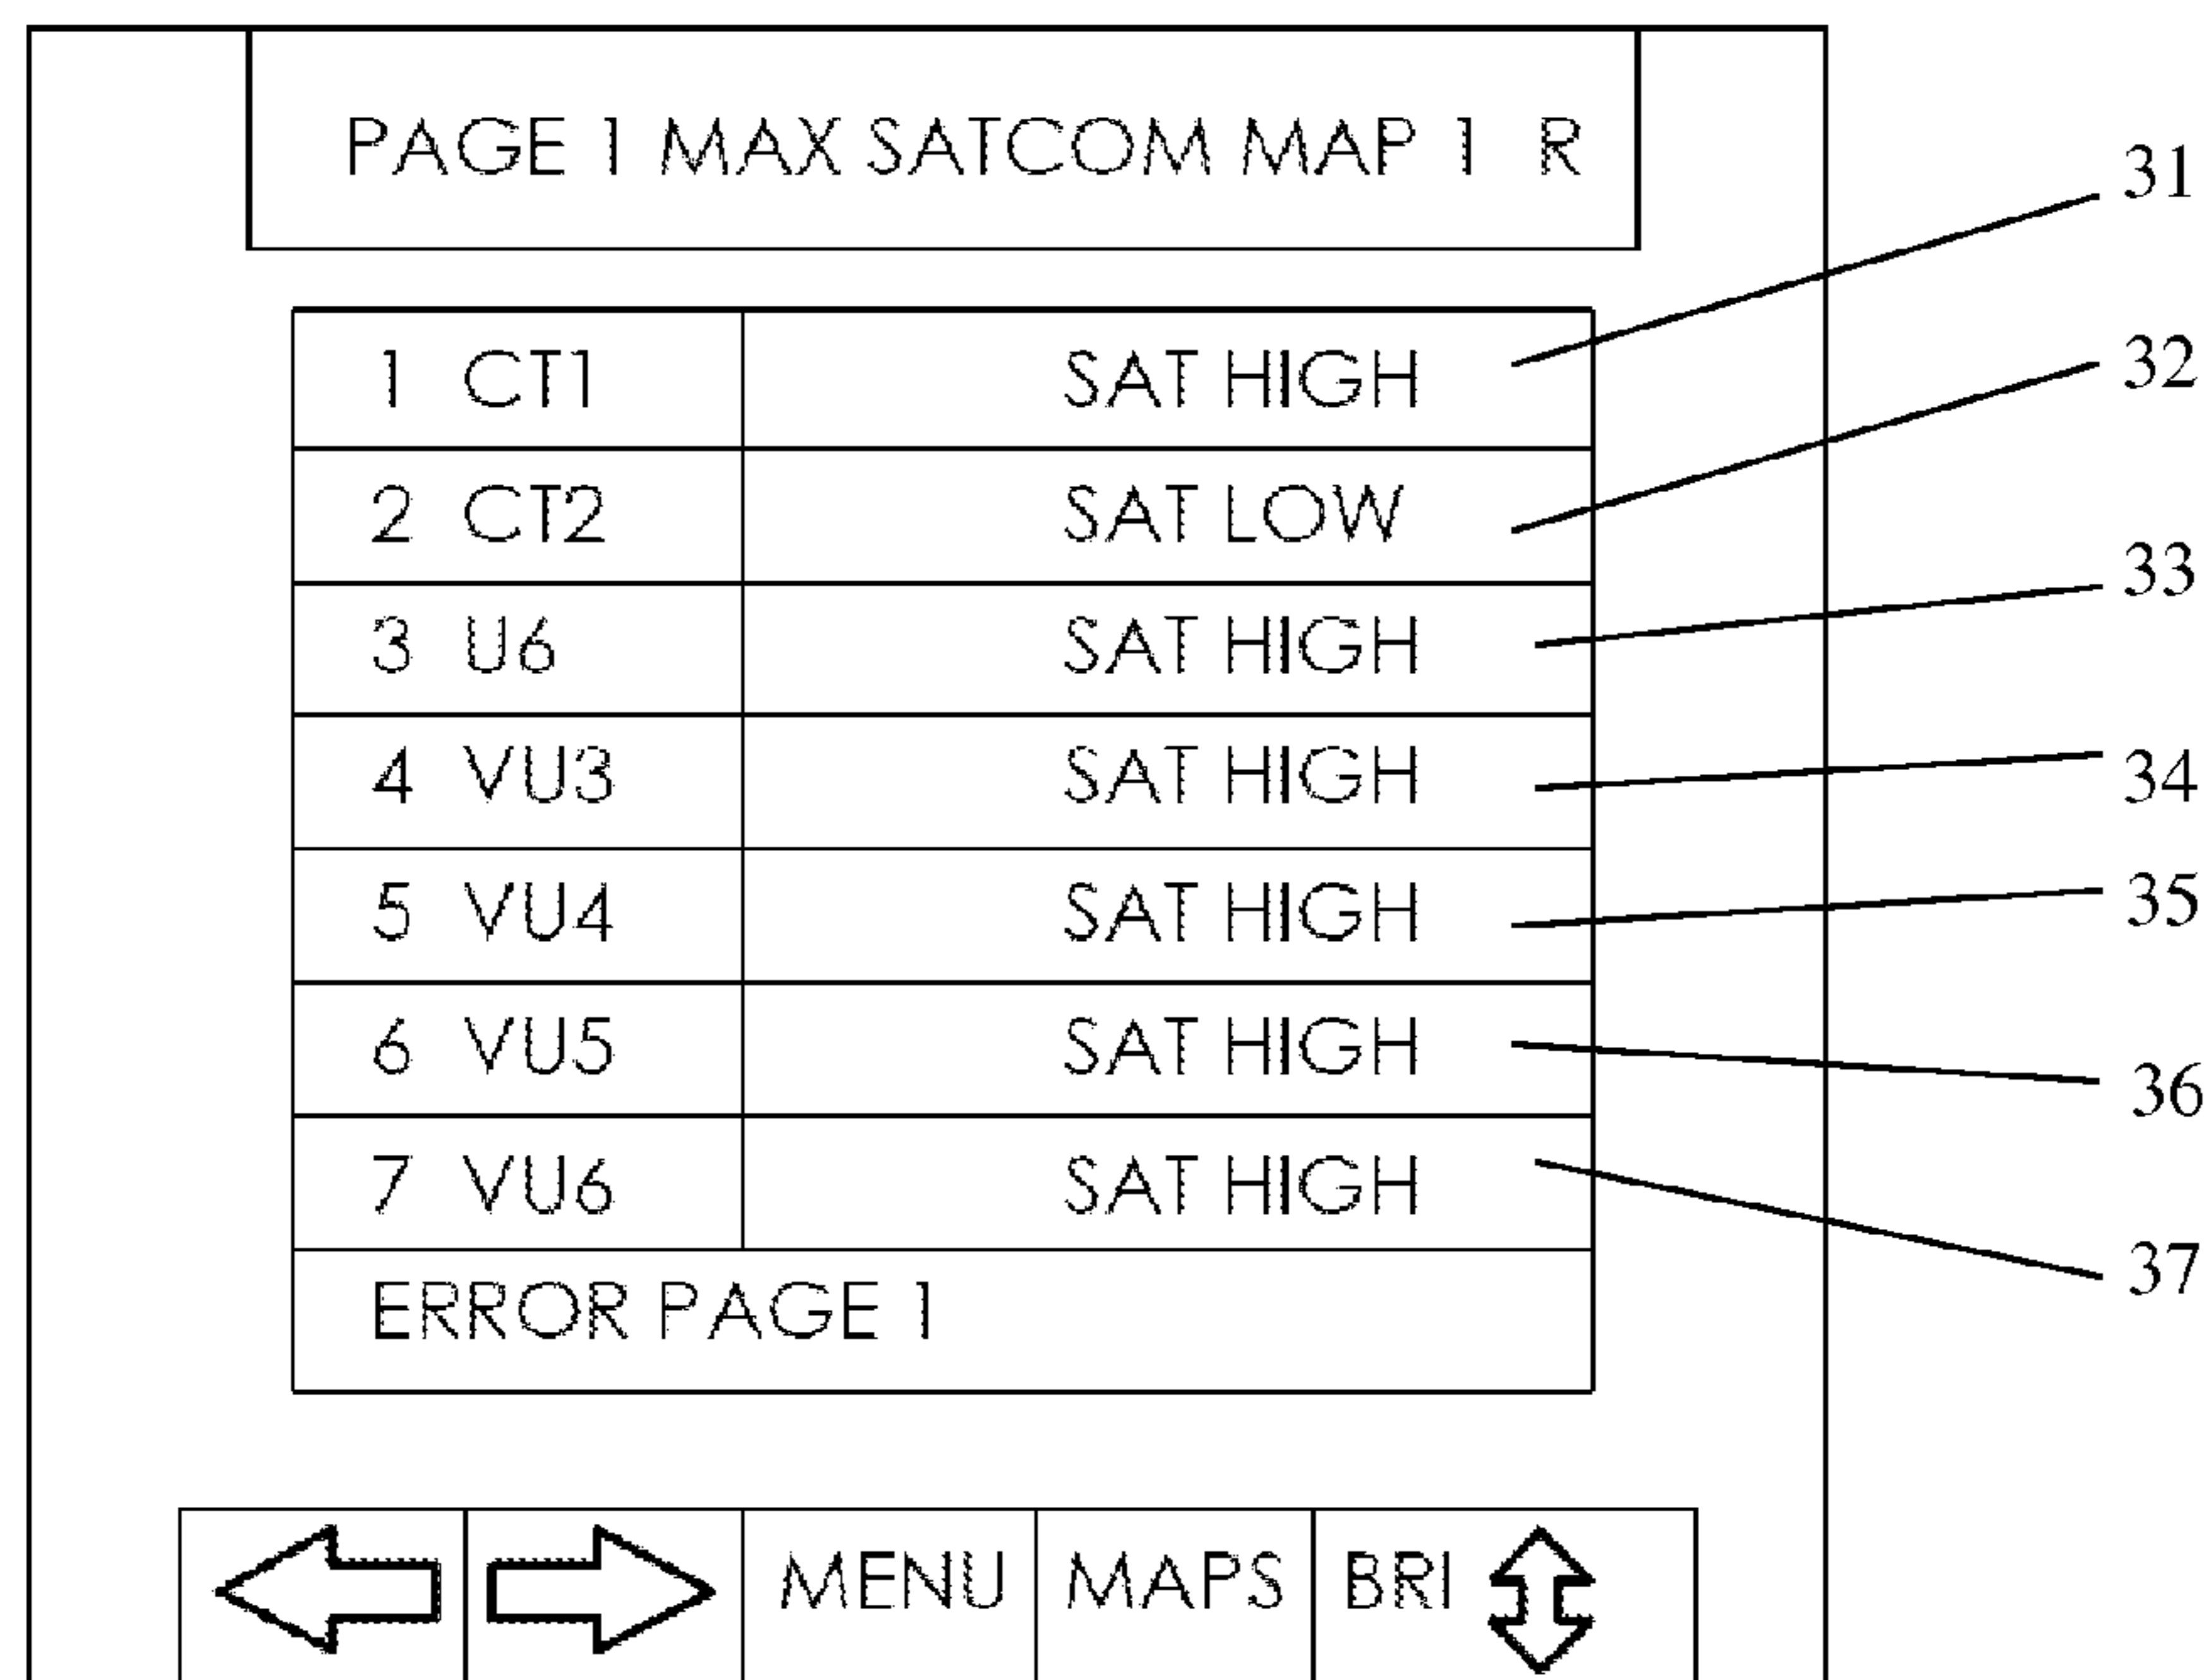 PAGE 1 MAX SATCOM MAP 1 R
31
1 CT1 SAT HIGH
32
2 CT2 SAT LOW
33
3 U6 SAT HIGH
34
4 VU3 SAT HIGH
35
5 VU4 SAT HIGH
36
6 VU5 SAT HIGH
37
7 VU6 SAT HIGH
ERROR PAGE 1
MENU MAPS BRI